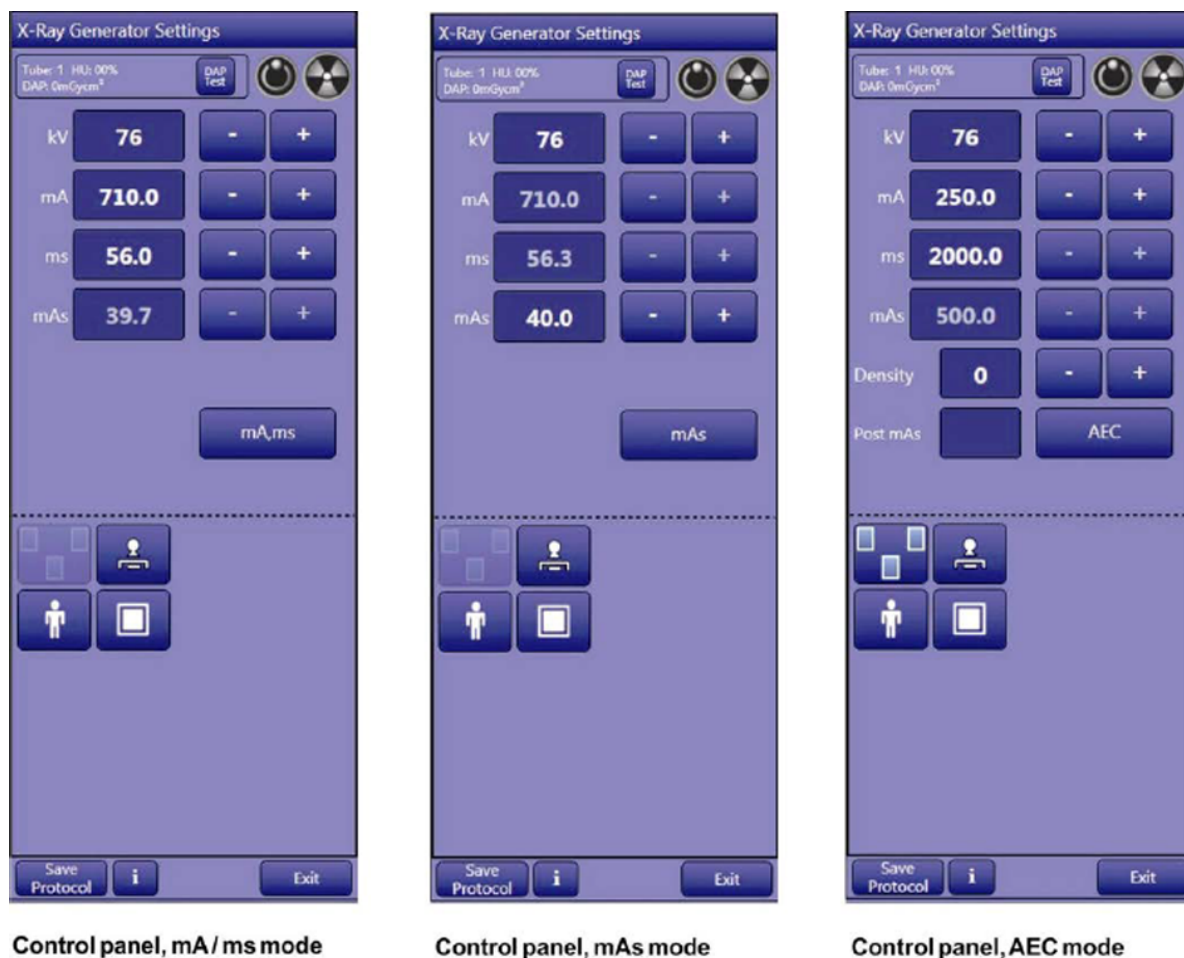 X-Ray Generator Settings
Tube: 1 HU: 00%
DAP: 0mGycm²
DAP
Test
kV 76 - +
mA 710.0 - +
ms 56.0 - +
mAs 39.7 - +
mA,ms
Save
Protocol
i
Exit
Control panel, mA / ms mode
X-Ray Generator Settings
Tube: 1 HU: 00%
DAP: 0mGycm²
DAP
Test
kV 76 - +
mA 710.0 - +
ms 56.3 - +
mAs 40.0 - +
mAs
Save
Protocol
i
Exit
Control panel, mAs mode
X-Ray Generator Settings
Tube: 1 HU: 00%
DAP: 0mGycm²
DAP
Test
kV 76 - +
mA 250.0 - +
ms 2000.0 - +
mAs 500.0 - +
Density 0 - +
Post mAs AEC
Save
Protocol
i
Exit
Control panel, AEC mode